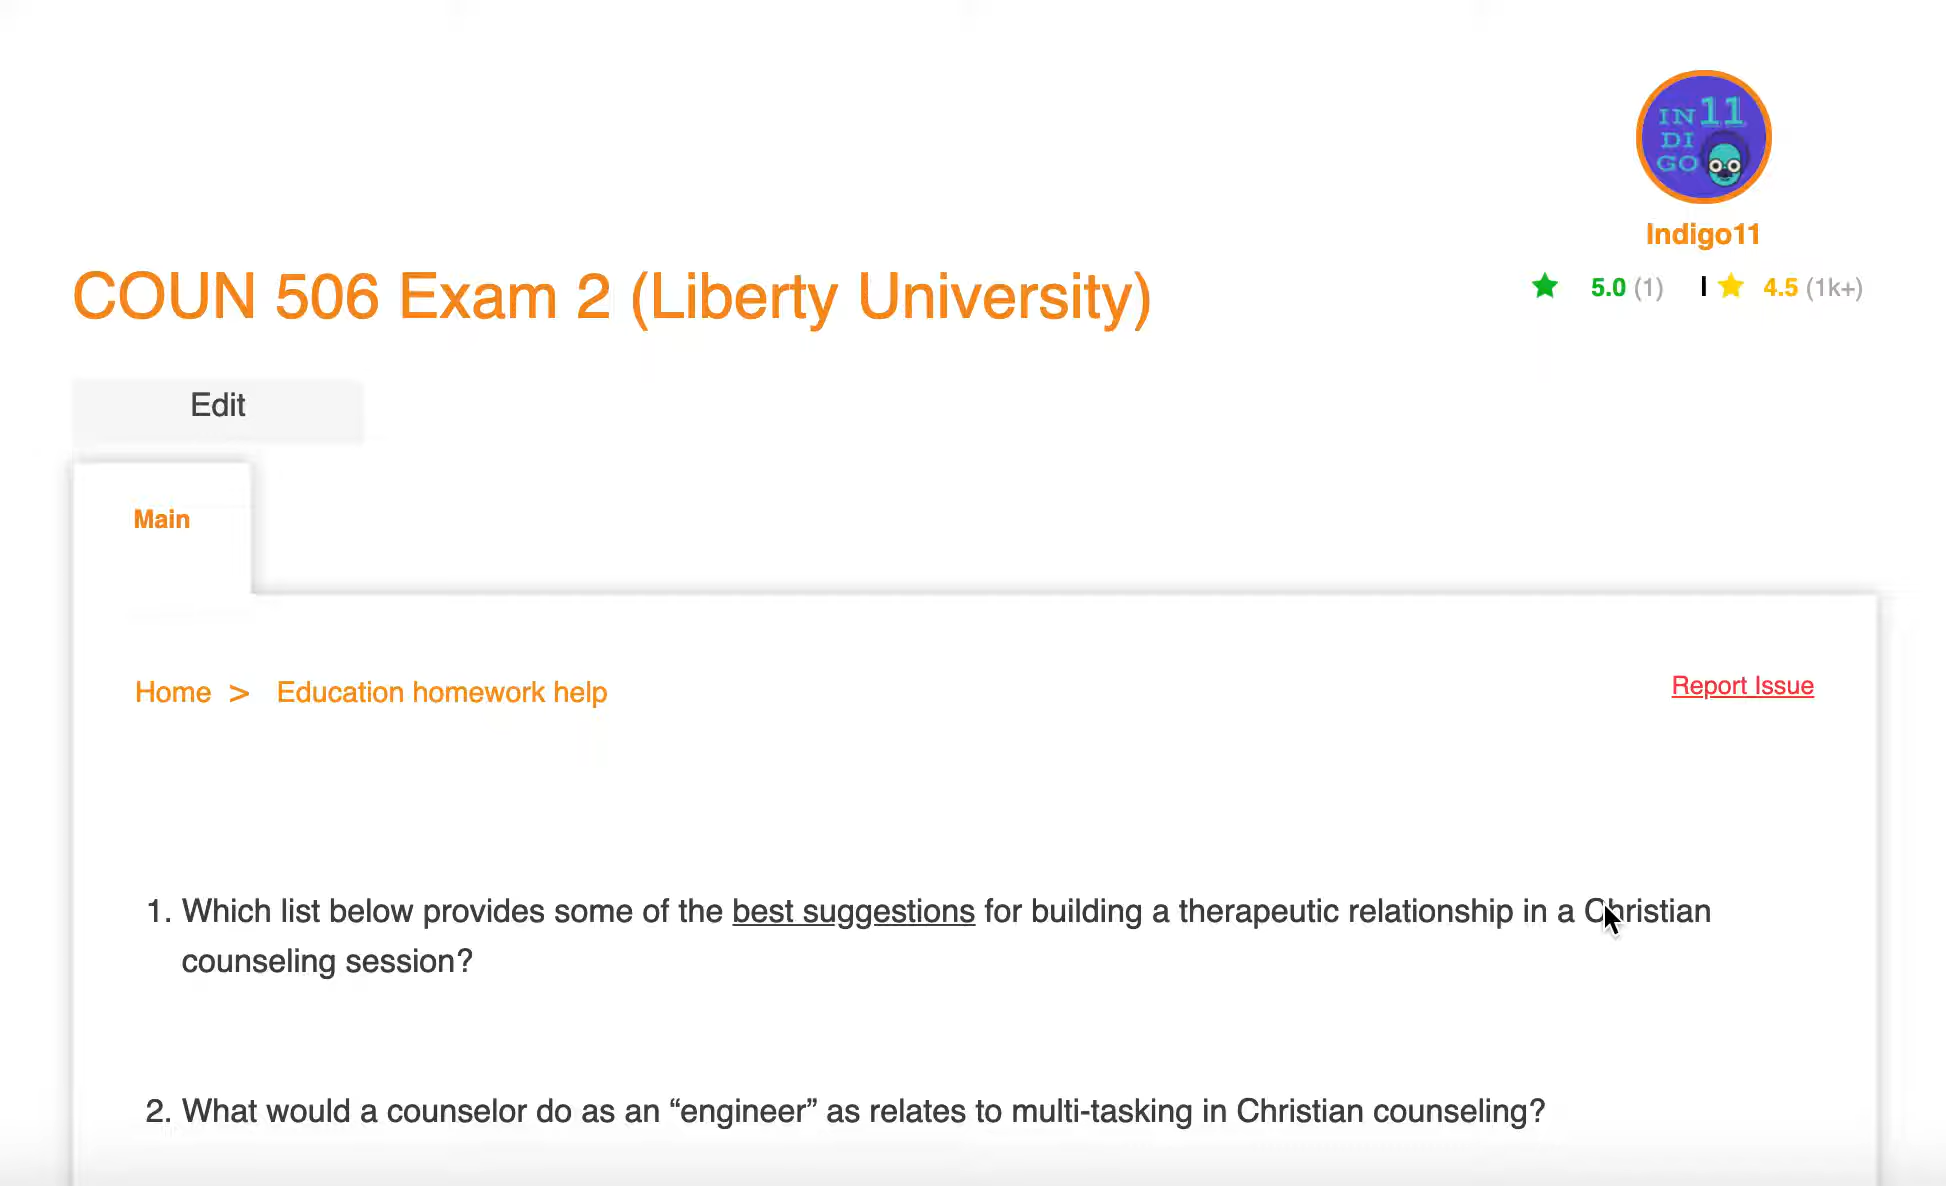 IN 11
DI
GO
Indigo11
COUN 506 Exam 2 (Liberty University)
5.0 (1) | 4.5 (1k+)
Edit
Main
Home > Education homework help
Report Issue
1. Which list below provides some of the best suggestions for building a therapeutic relationship in a Christian
counseling session?
2. What would a counselor do as an “engineer” as relates to multi-tasking in Christian counseling?